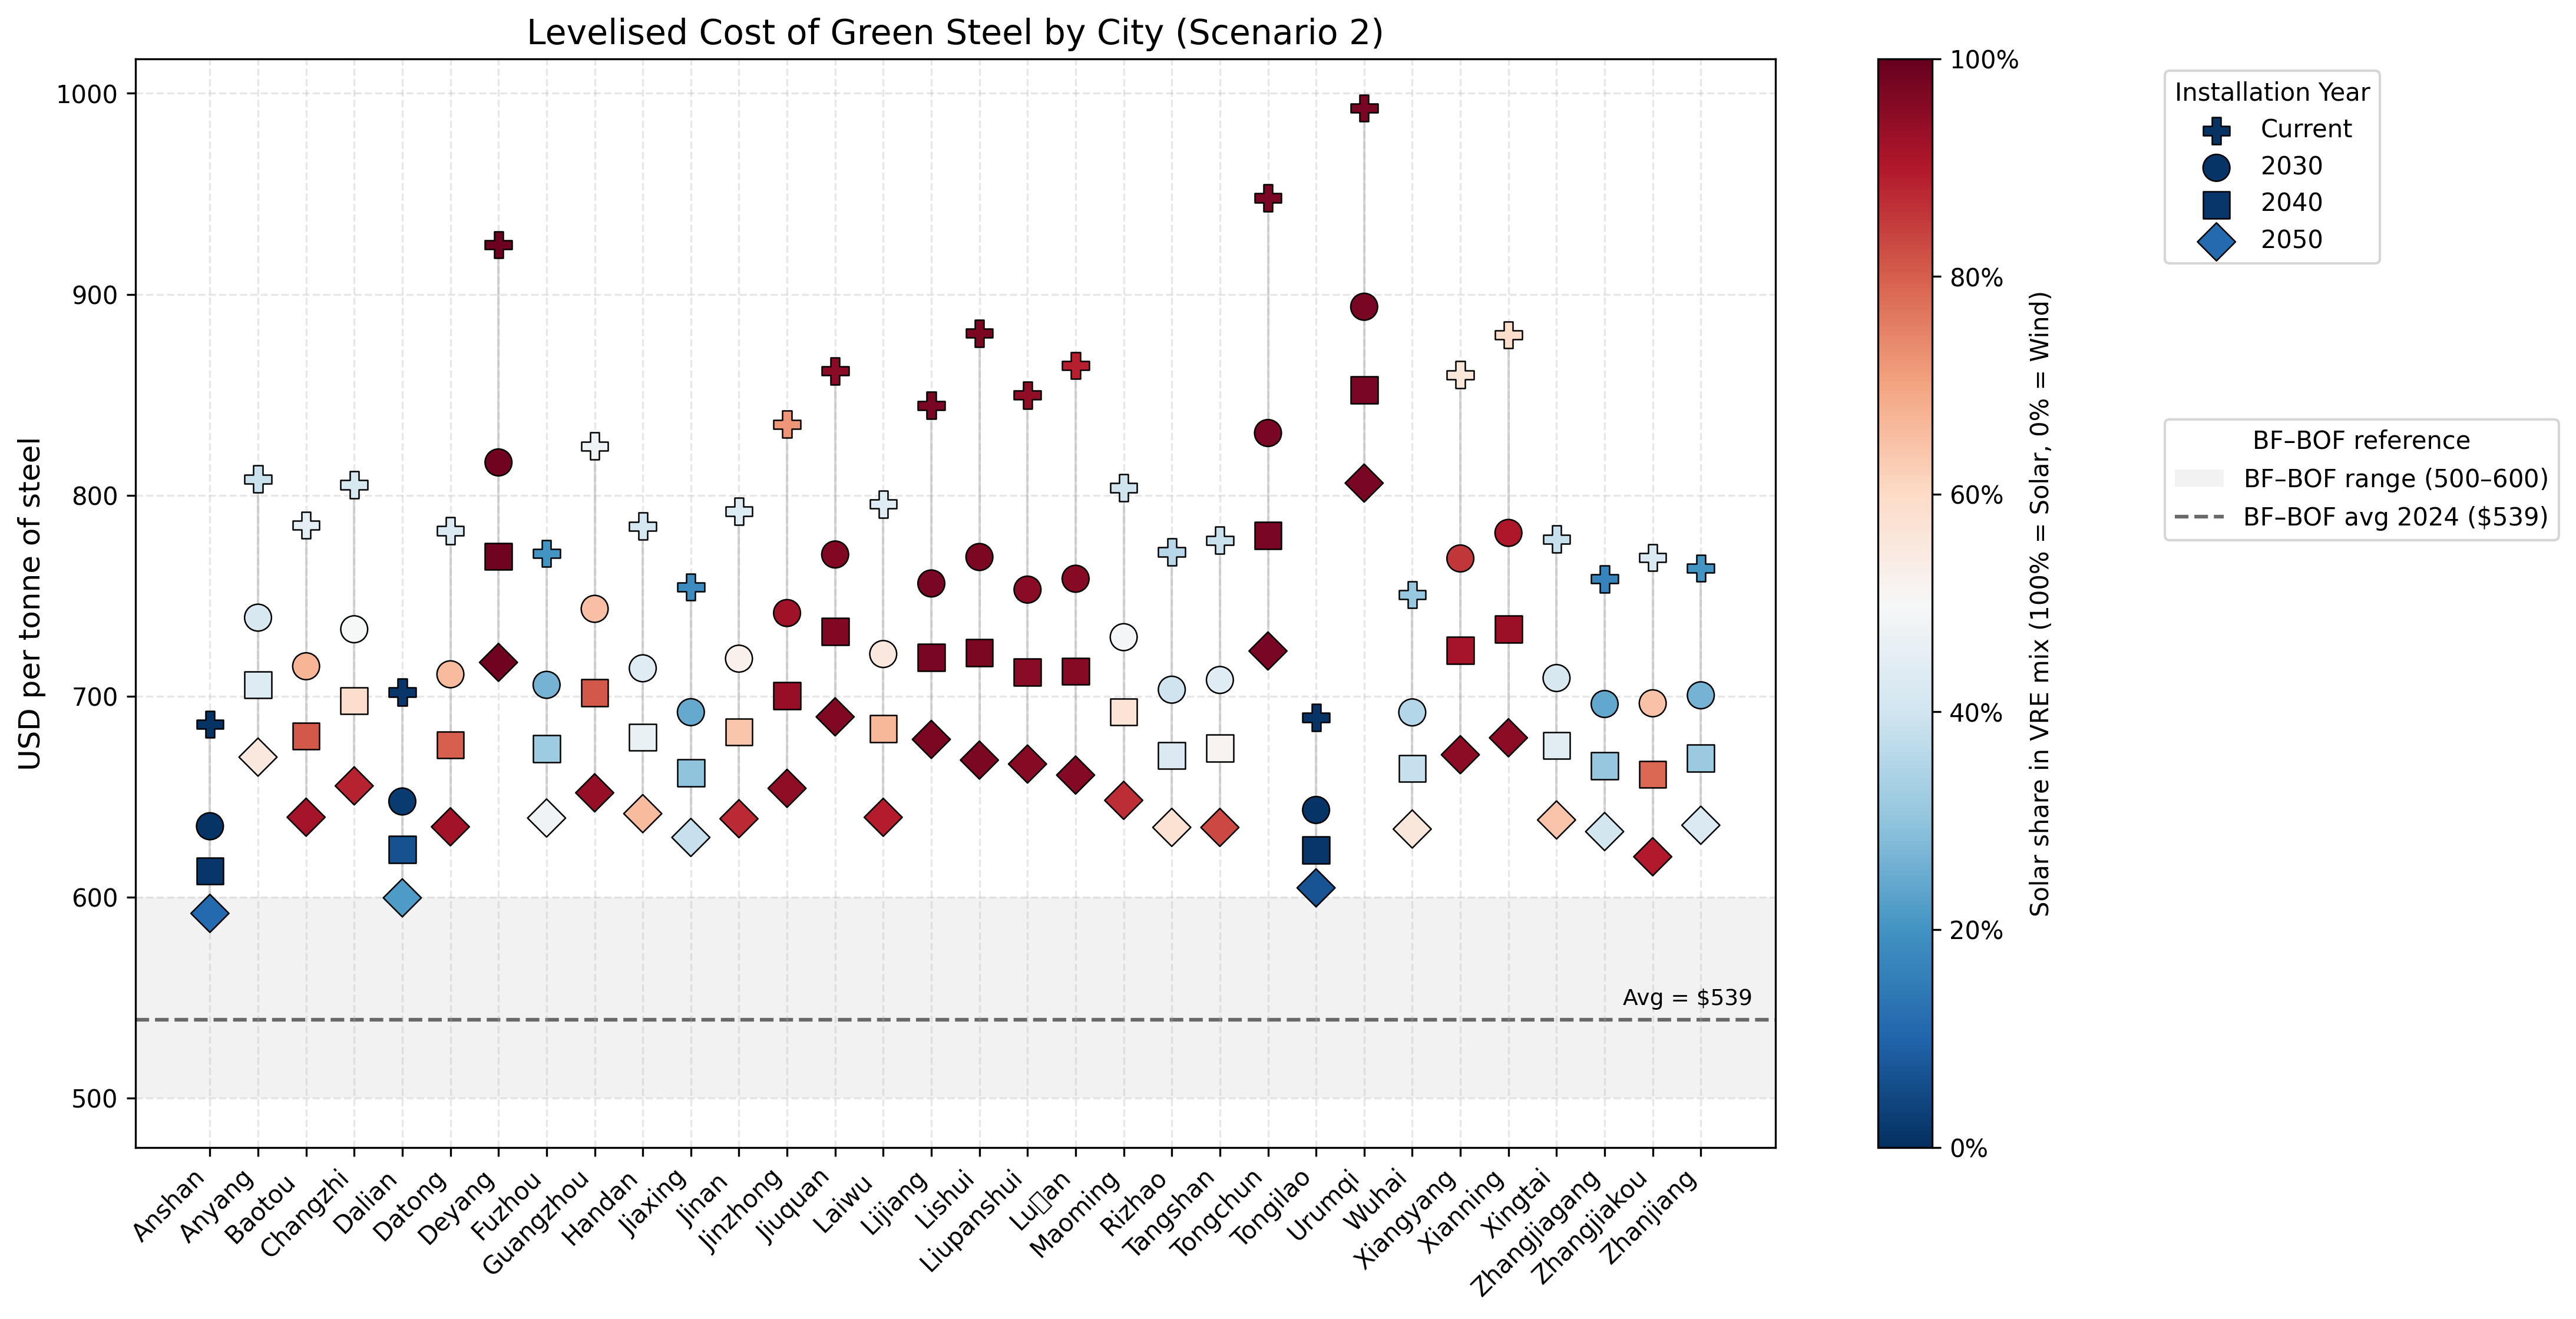 Levelised Cost of Green Steel by City (Scenario 2)
USD per tonne of steel
1000
900
800
700
600
500
Avg = $539
Anshan
Anyang
Baotou
Changzhi
Dalian
Datong
Deyang
Fuzhou
Guangzhou
Handan
Jiaxing
Jinan
Jinzhong
Jiuquan
Laiwu
Lijiang
Lishui
Liupanshui
Lu▯an
Maoming
Rizhao
Tangshan
Tongchun
Tongilao
Urumqi
Wuhai
Xiangyang
Xianning
Xingtai
Zhangjiagang
Zhangjiakou
Zhanjiang
100%
80%
60%
40%
20%
0%
Solar share in VRE mix (100% = Solar, 0% = Wind)
Installation Year
Current
2030
2040
2050
BF–BOF reference
BF–BOF range (500–600)
BF–BOF avg 2024 ($539)